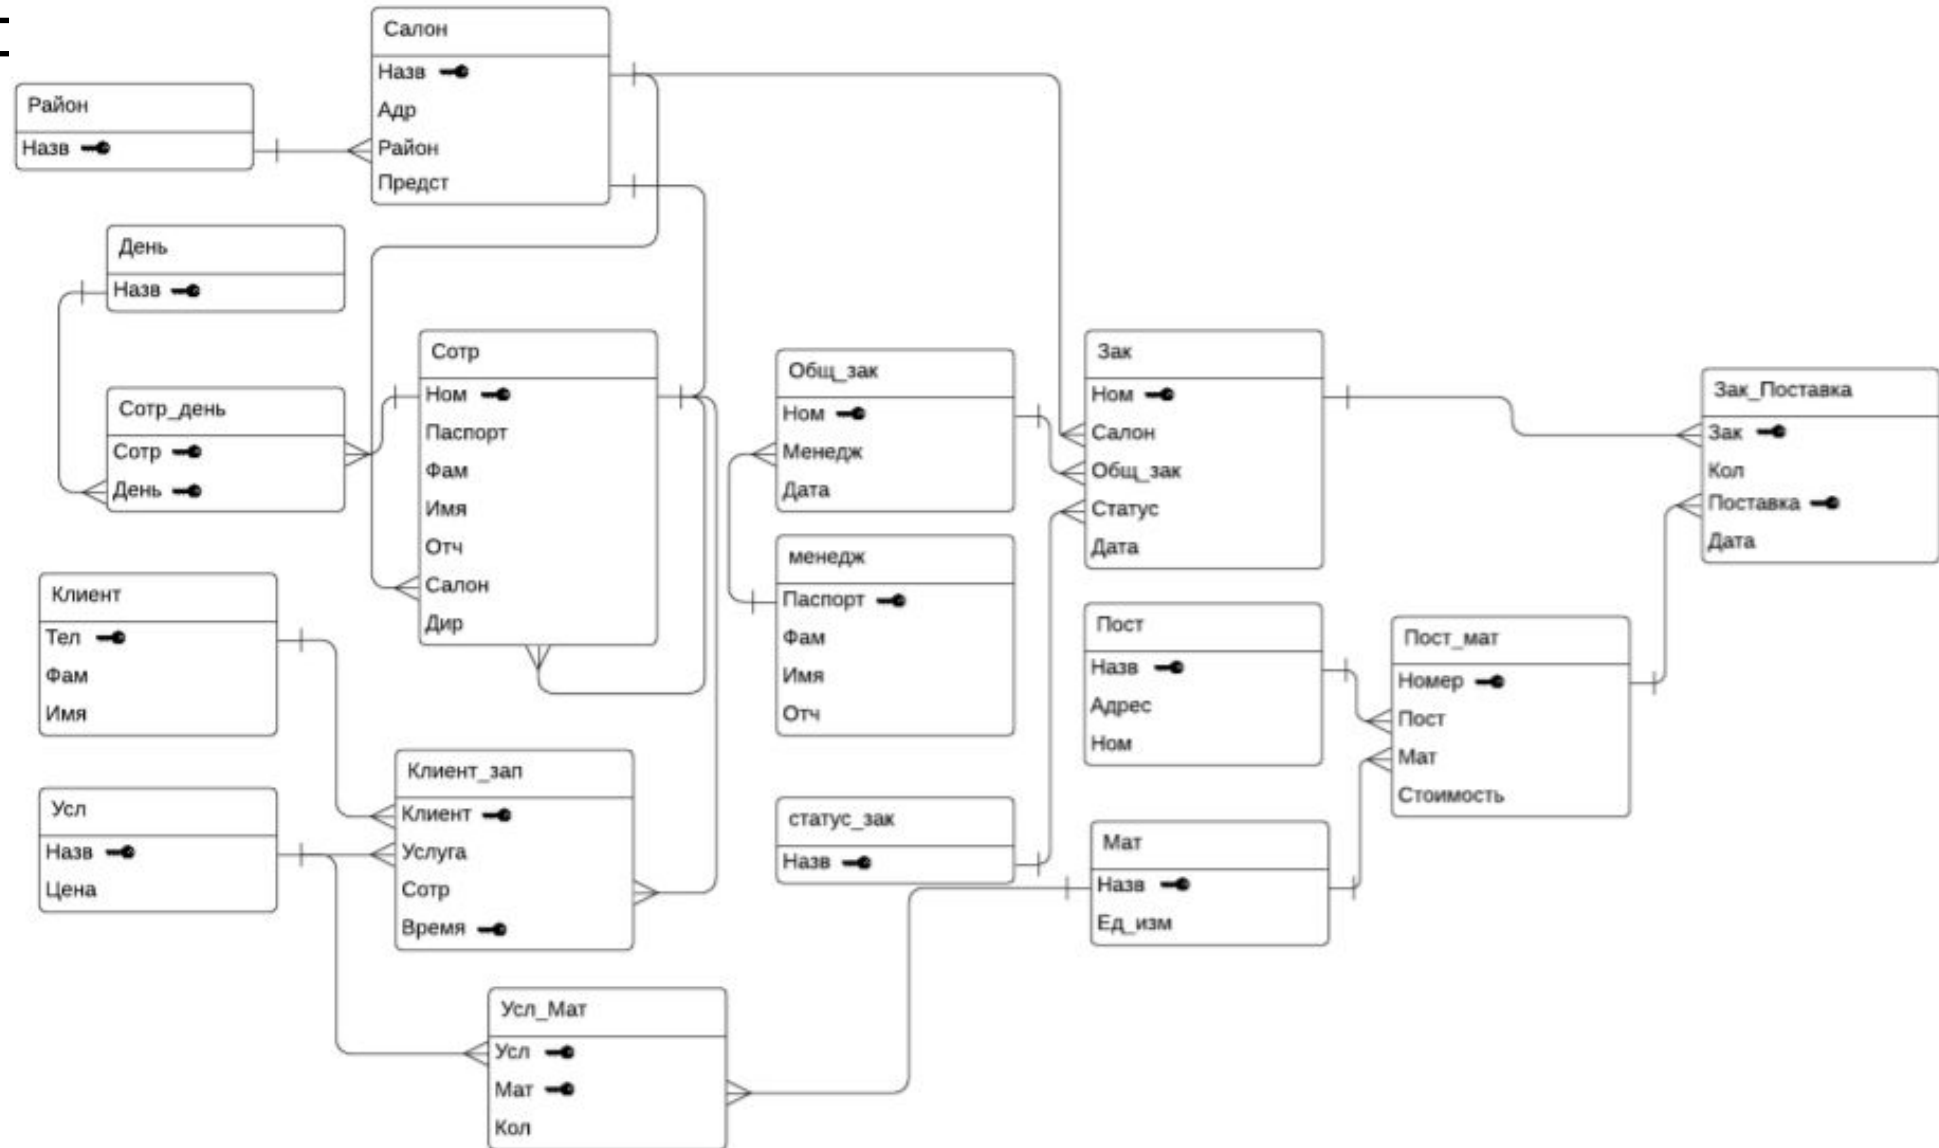 Салон
Назв
Адр
Район
Предст
Район
Назв
День
Назв
Сотр_день
Сотр
День
Сотр
Ном
Паспорт
Фам
Имя
Отч
Салон
Дир
Общ_зак
Ном
Менедж
Дата
менедж
Паспорт
Фам
Имя
Отч
Зак
Ном
Салон
Общ_зак
Статус
Дата
Зак_Поставка
Зак
Кол
Поставка
Дата
Клиент
Тел
Фам
Имя
Пост
Назв
Адрес
Ном
Пост_мат
Номер
Пост
Мат
Стоимость
Усл
Назв
Цена
Клиент_зап
Клиент
Услуга
Сотр
Время
статус_зак
Назв
Мат
Назв
Ед_изм
Усл_Мат
Усл
Мат
Кол